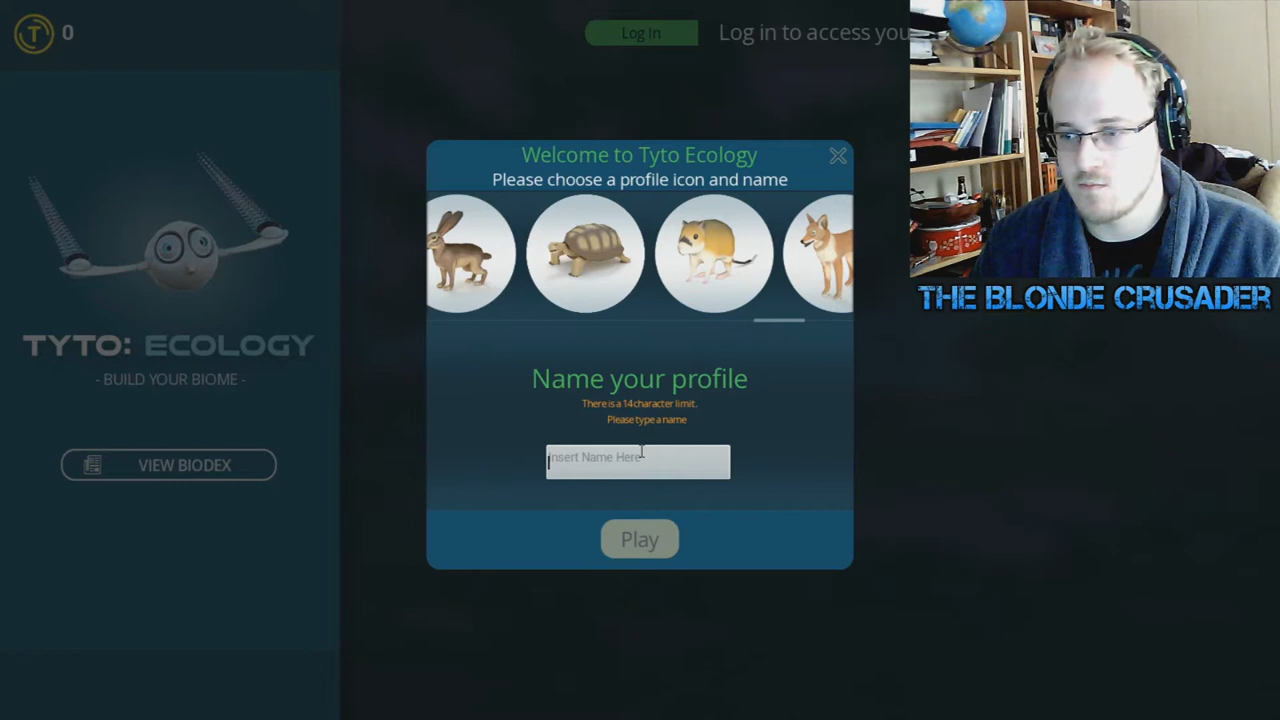 0
Log In
Log in to access you
Welcome to Tyto Ecology
Please choose a profile icon and name
TYTO: ECOLOGY
- BUILD YOUR BIOME -
VIEW BIODEX
Name your profile
There is a 14 character limit.
Please type a name
Insert Name Here
Play
THE BLONDE CRUSADER